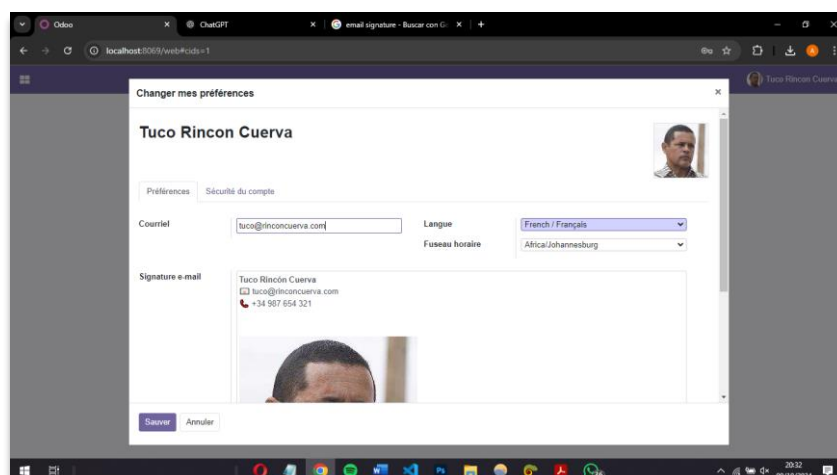 Odoo
ChatGPT
email signature - Buscar con G
localhost:8069/web#cids=1
Tuco Rincon Cuerva
Changer mes préférences
Tuco Rincon Cuerva
Préférences
Sécurité du compte
Courriel
tuco@rinconcuerva.com
Langue
French / Français
Fuseau horaire
Africa/Johannesburg
Signature e-mail
Tuco Rincón Cuerva
tuco@rinconcuerva.com
+34 987 654 321
Sauver
Annuler
20:32